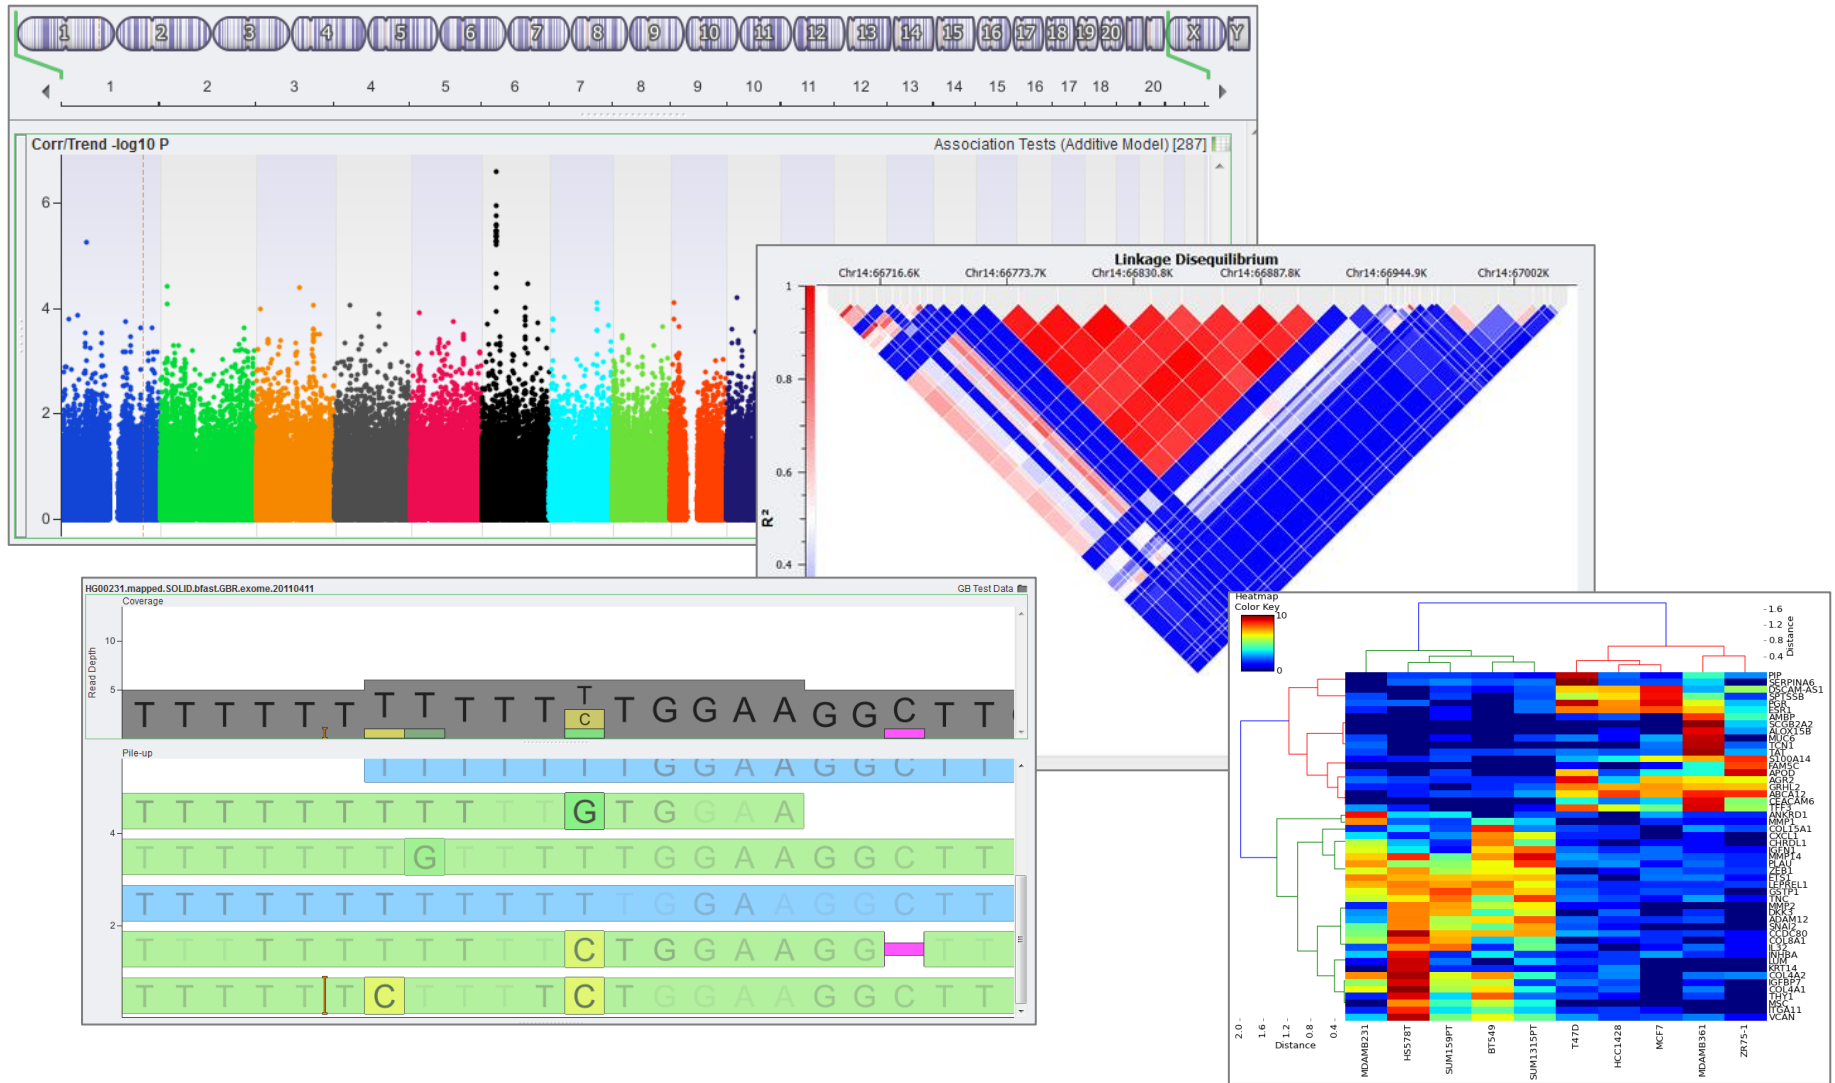 1 2 3 4 5 6 7 8 9 10 11 12 13 14 15 16 17 18 19 20 X Y
1 2 3 4 5 6 7 8 9 10 11 12 13 14 15 16 17 18 20
Corr/Trend -log10 P
Association Tests (Additive Model) [287]
6
4
2
0
Linkage Disequilibrium
Chr14:66716.6K Chr14:66773.7K Chr14:66830.8K Chr14:66887.8K Chr14:66944.9K Chr14:67002K
1
0.8
0.6
0.4
R²
HG00231.mapped.SOLID.bfast.GBR.exome.20110411
GB Test Data
Coverage
Read Depth
10
5
T
T T T T T T T T T T T T G G A A G G C T T
C
Pile-up
4
2
T T T T T T T G G A A G G C T T
T T T T T T T T T T T G T G G A A
T T T T T T T G T T T T T G G A A G G C T T
T T T T T T T T T T T T T G G A A G G C T T
T T T T T T T T T T T C T G G A A G G T T
T T T T T T C T T T T C T G G A A G G C T T
Heatmap
Color Key
10
0
1.6
1.2
0.8
0.4
Distance
PIP
SERPINA6
DSCAM-AS1
SPTSSB
PGR
ESR1
AMBP
SCGB2A2
ALOX15B
MUC6
TCN1
TAT
S100A14
FAM5C
APOD
AGR2
GRHL2
ABCA12
CEACAM6
TFF3
ANKRD1
MMP1
COL15A1
CXCL1
CHRDL1
IGFN1
MMP14
PLAU
ZEB1
ETS1
LEPREL1
GSTP1
TNC
MMP2
DKK3
ADAM12
SNAI2
CCDC80
COL8A1
IL32
INHBA
LUM
KRT14
COL4A2
IGFBP7
COL4A1
THY1
MSC
ITGA11
VCAN
2.0 1.6 1.2 0.8 0.4
Distance
MDAMB231
HS578T
SUM159PT
BT549
SUM1315PT
T47D
HCC1428
MCF7
MDAMB361
ZR75-1